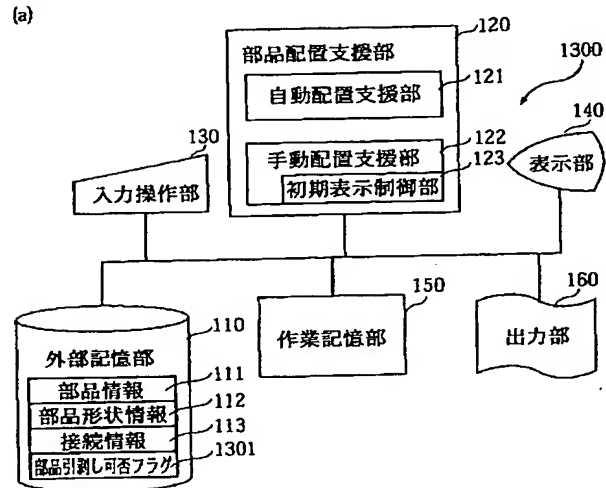 (a)
120
部品配置支援部
1300
121
自動配置支援部
140
130
122
手動配置支援部
123
表示部
入力操作部
初期表示制御部
150
160
110
作業記憶部
出力部
外部記憶部
111
部品情報
112
部品形状情報
113
接続情報
1301
部品引剥し可否フラグ